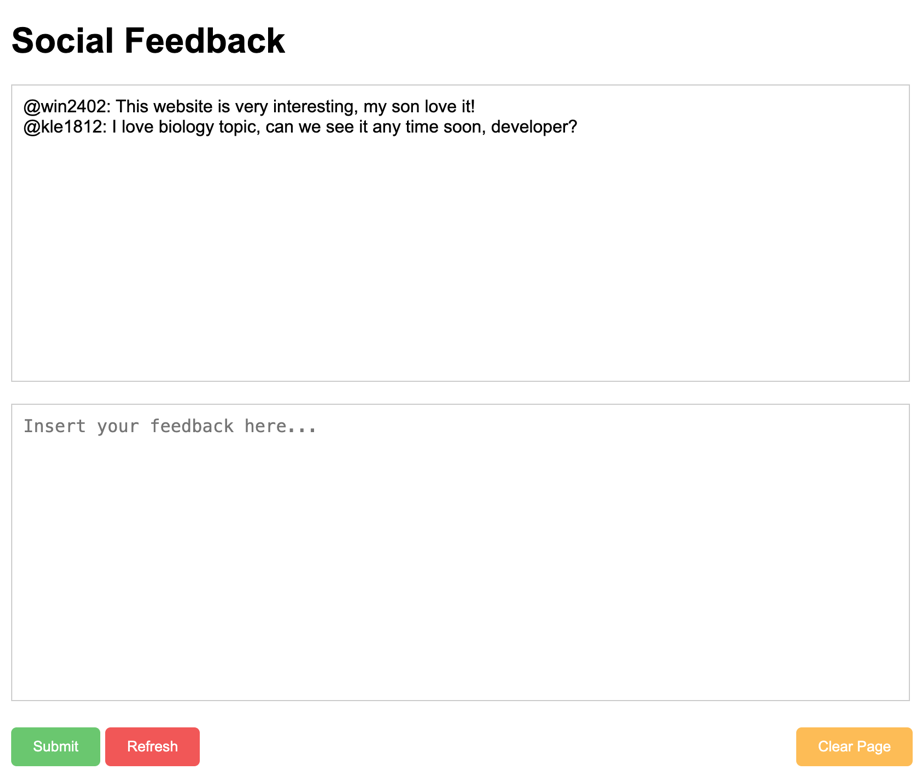 Social Feedback
@win2402: This website is very interesting, my son love it!
@kle1812: I love biology topic, can we see it any time soon, developer?
Insert your feedback here...
Submit
Refresh
Clear Page